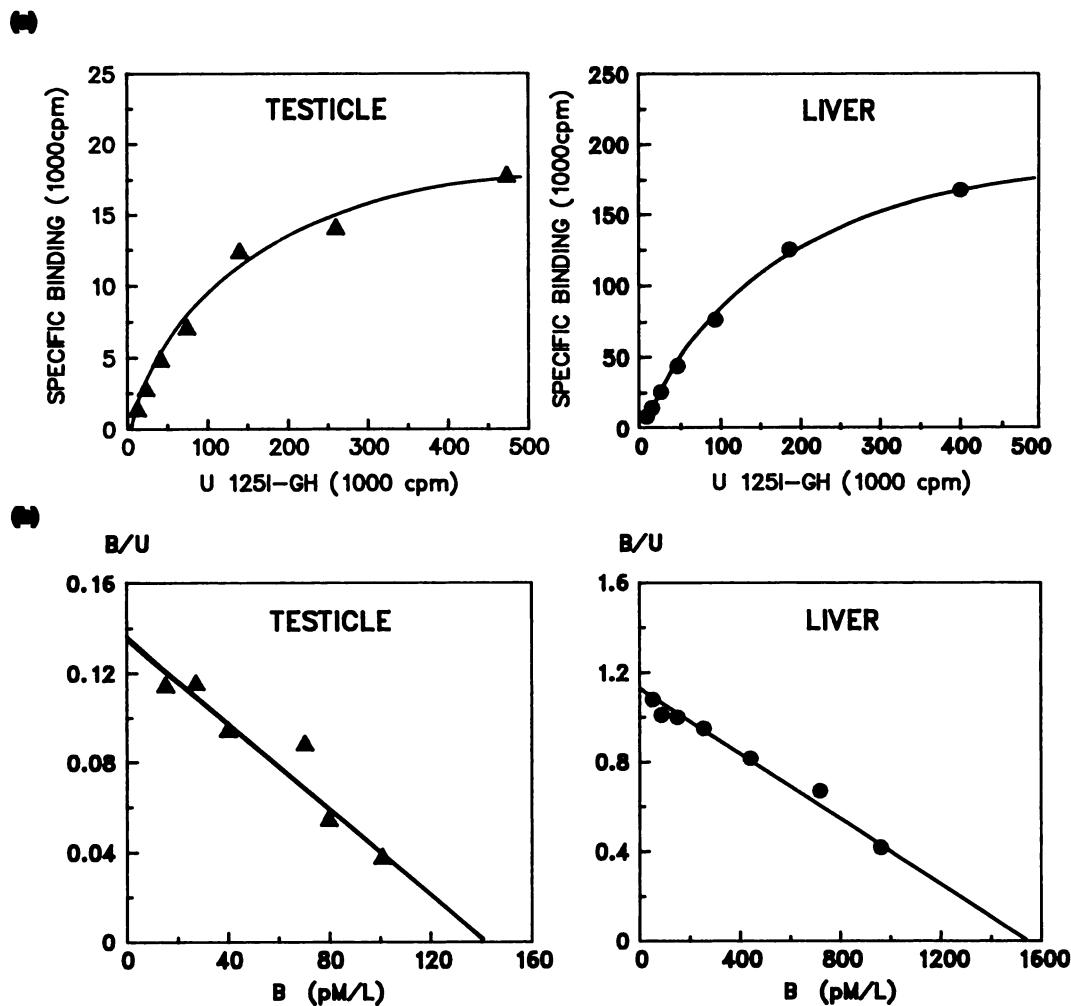 TESTICLE
SPECIFIC BINDING (1000cpm)
25
20
15
10
5
0
0 100 200 300 400 500
U 125I-GH (1000 cpm)
LIVER
SPECIFIC BINDING (1000cpm)
250
200
150
100
50
0
0 100 200 300 400 500
U 125I-GH (1000 cpm)
B/U
TESTICLE
0.16
0.12
0.08
0.04
0
0 40 80 120 160
B (pM/L)
B/U
LIVER
1.6
1.2
0.8
0.4
0
0 400 800 1200 1600
B (pM/L)